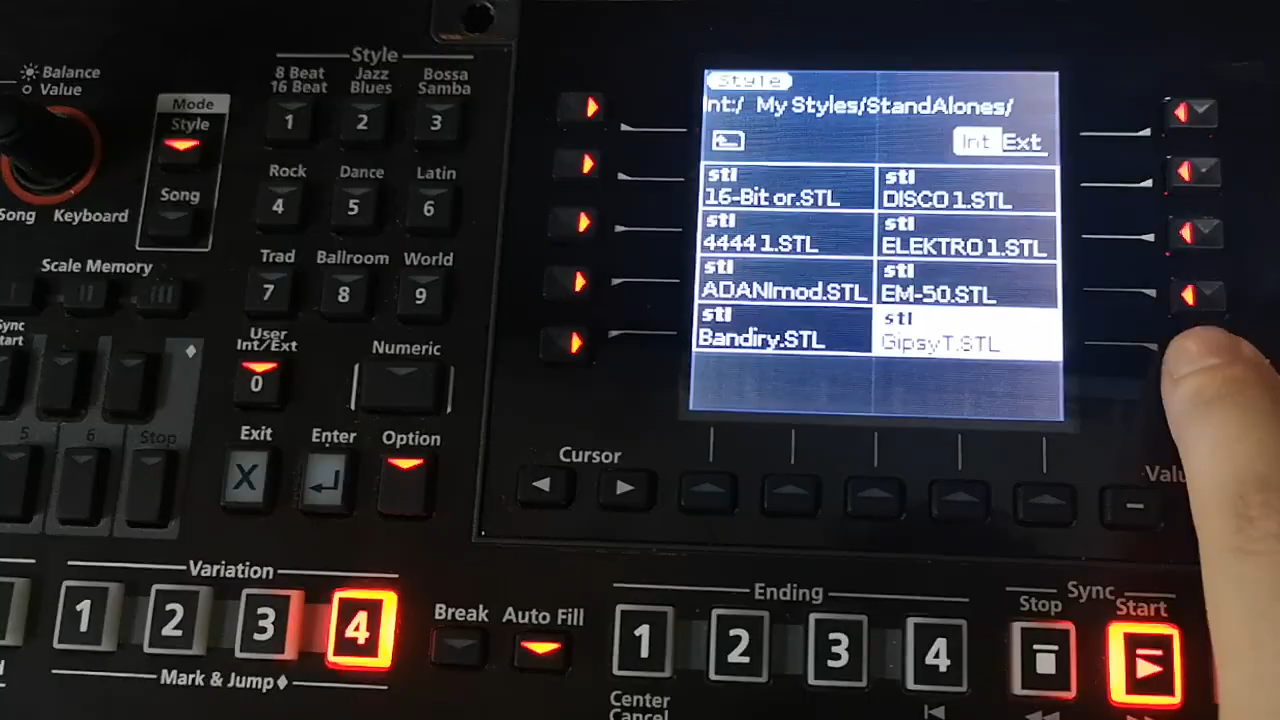 Balance
Value
Song
Keyboard
Mode
Style
Song
Scale Memory
Sync
Start
5
6
Stop
Style
8 Beat
16 Beat
1
Jazz
Blues
2
Bossa
Samba
3
Rock
4
Dance
5
Latin
6
Trad
7
Ballroom
8
World
9
User
Int/Ext
0
Numeric
Exit
X
Enter
Option
Style
Int:/ My Styles/StandAlones/
Int Ext
stl
16-Bit or.STL
stl
DISCO 1.STL
stl
4444 1.STL
stl
ELEKTRO 1.STL
stl
ADANImod.STL
stl
EM-50.STL
stl
Bandiry.STL
stl
GipsyT.STL
Cursor
Variation
1
2
3
4
Mark & Jump
Break
Auto Fill
Ending
1
2
3
4
Center
Cancel
Sync
Stop
Start